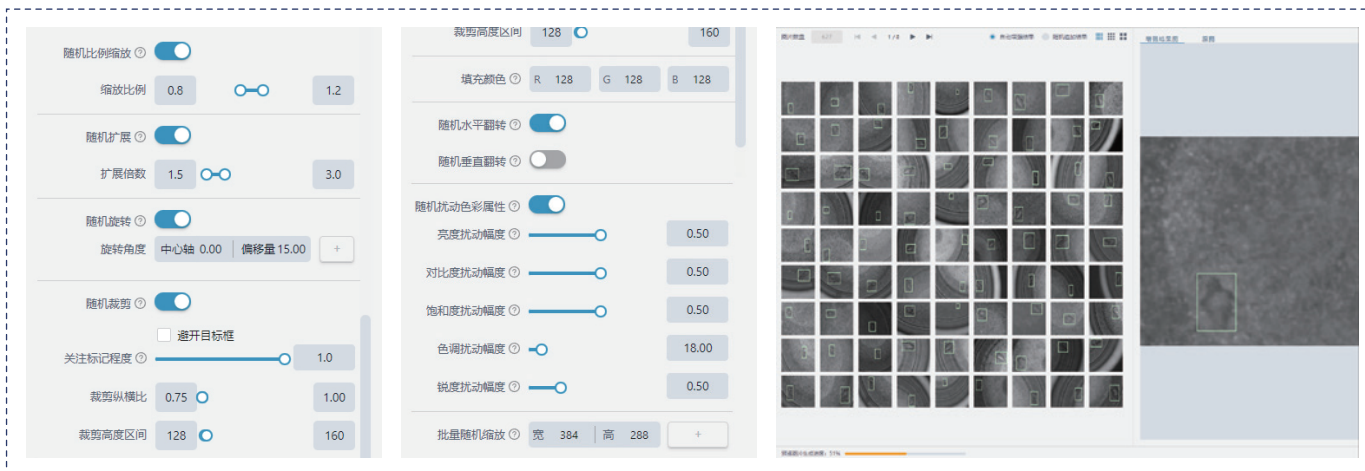 随机比例缩放 ?
缩放比例 0.8 1.2
随机扩展 ?
扩展倍数 1.5 3.0
随机旋转 ?
旋转角度 中心轴 0.00 偏移量 15.00 +
随机裁剪 ?
避开目标框
关注标记程度 ? 1.0
裁剪纵横比 0.75 1.00
裁剪高度区间 128 160
裁剪高度区间 128 160
填充颜色 ? R 128 G 128 B 128
随机水平翻转 ?
随机垂直翻转 ?
随机扰动色彩属性 ?
亮度扰动幅度 ? 0.50
对比度扰动幅度 ? 0.50
饱和度扰动幅度 ? 0.50
色调扰动幅度 ? 18.00
锐度扰动幅度 ? 0.50
批量随机缩放 ? 宽 384 高 288 +
图片数量 1/8
原图